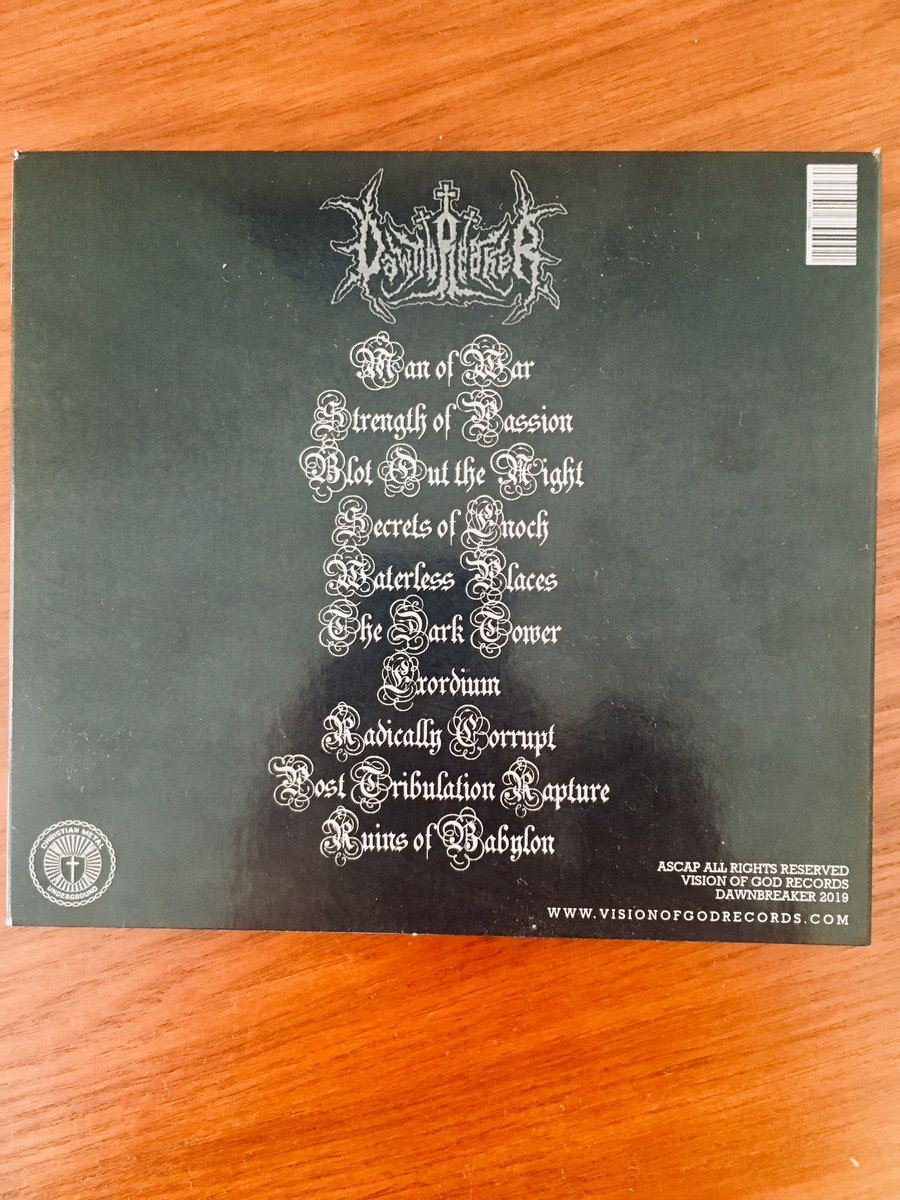 DawnbReakeR
Man of War
Strength of Passion
Blot Out the Night
Secrets of Enoch
Waterless Places
The Dark Tower
Exordium
Radically Corrupt
Post Tribulation Rapture
Ruins of Babylon
CHRISTIAN METAL
UNDERGROUND
ASCAP ALL RIGHTS RESERVED
VISION OF GOD RECORDS
DAWNBREAKER 2019
WWW.VISIONOFGODRECORDS.COM